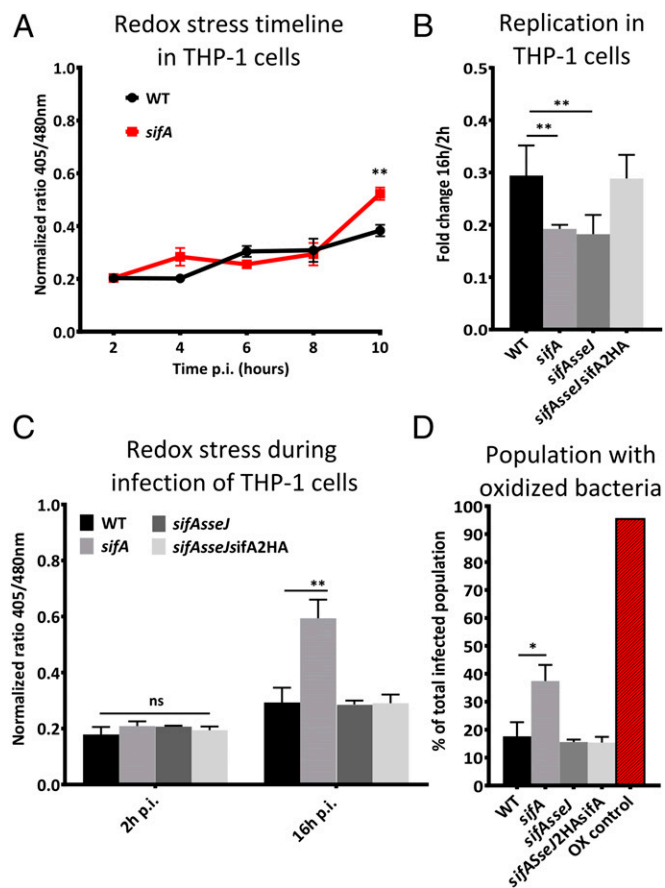 A
Redox stress timeline
in THP-1 cells
Normalized ratio 405/480nm
1.0
0.8
0.6
0.4
0.2
0.0
WT
sifA
**
2
4
6
8
10
Time p.i. (hours)
B
Replication in
THP-1 cells
Fold change 16h/2h
0.5
0.3
0.2
0.1
0.0
**
**
WT
sifA
sifAsseJ
sifAsseJsifA2HA
C
Redox stress during
infection of THP-1 cells
Normalized ratio 405/480nm
1.0
0.8
0.6
0.4
0.2
0.0
WT
sifAsseJ
sifA
sifAsseJsifA2HA
ns
**
2h p.i.
16h p.i.
D
Population with
oxidized bacteria
% of total infected population
100
90
80
70
60
50
40
30
20
10
0
*
WT
sifA
sifAsseJ
sifASseJ2HAsifA
OX control